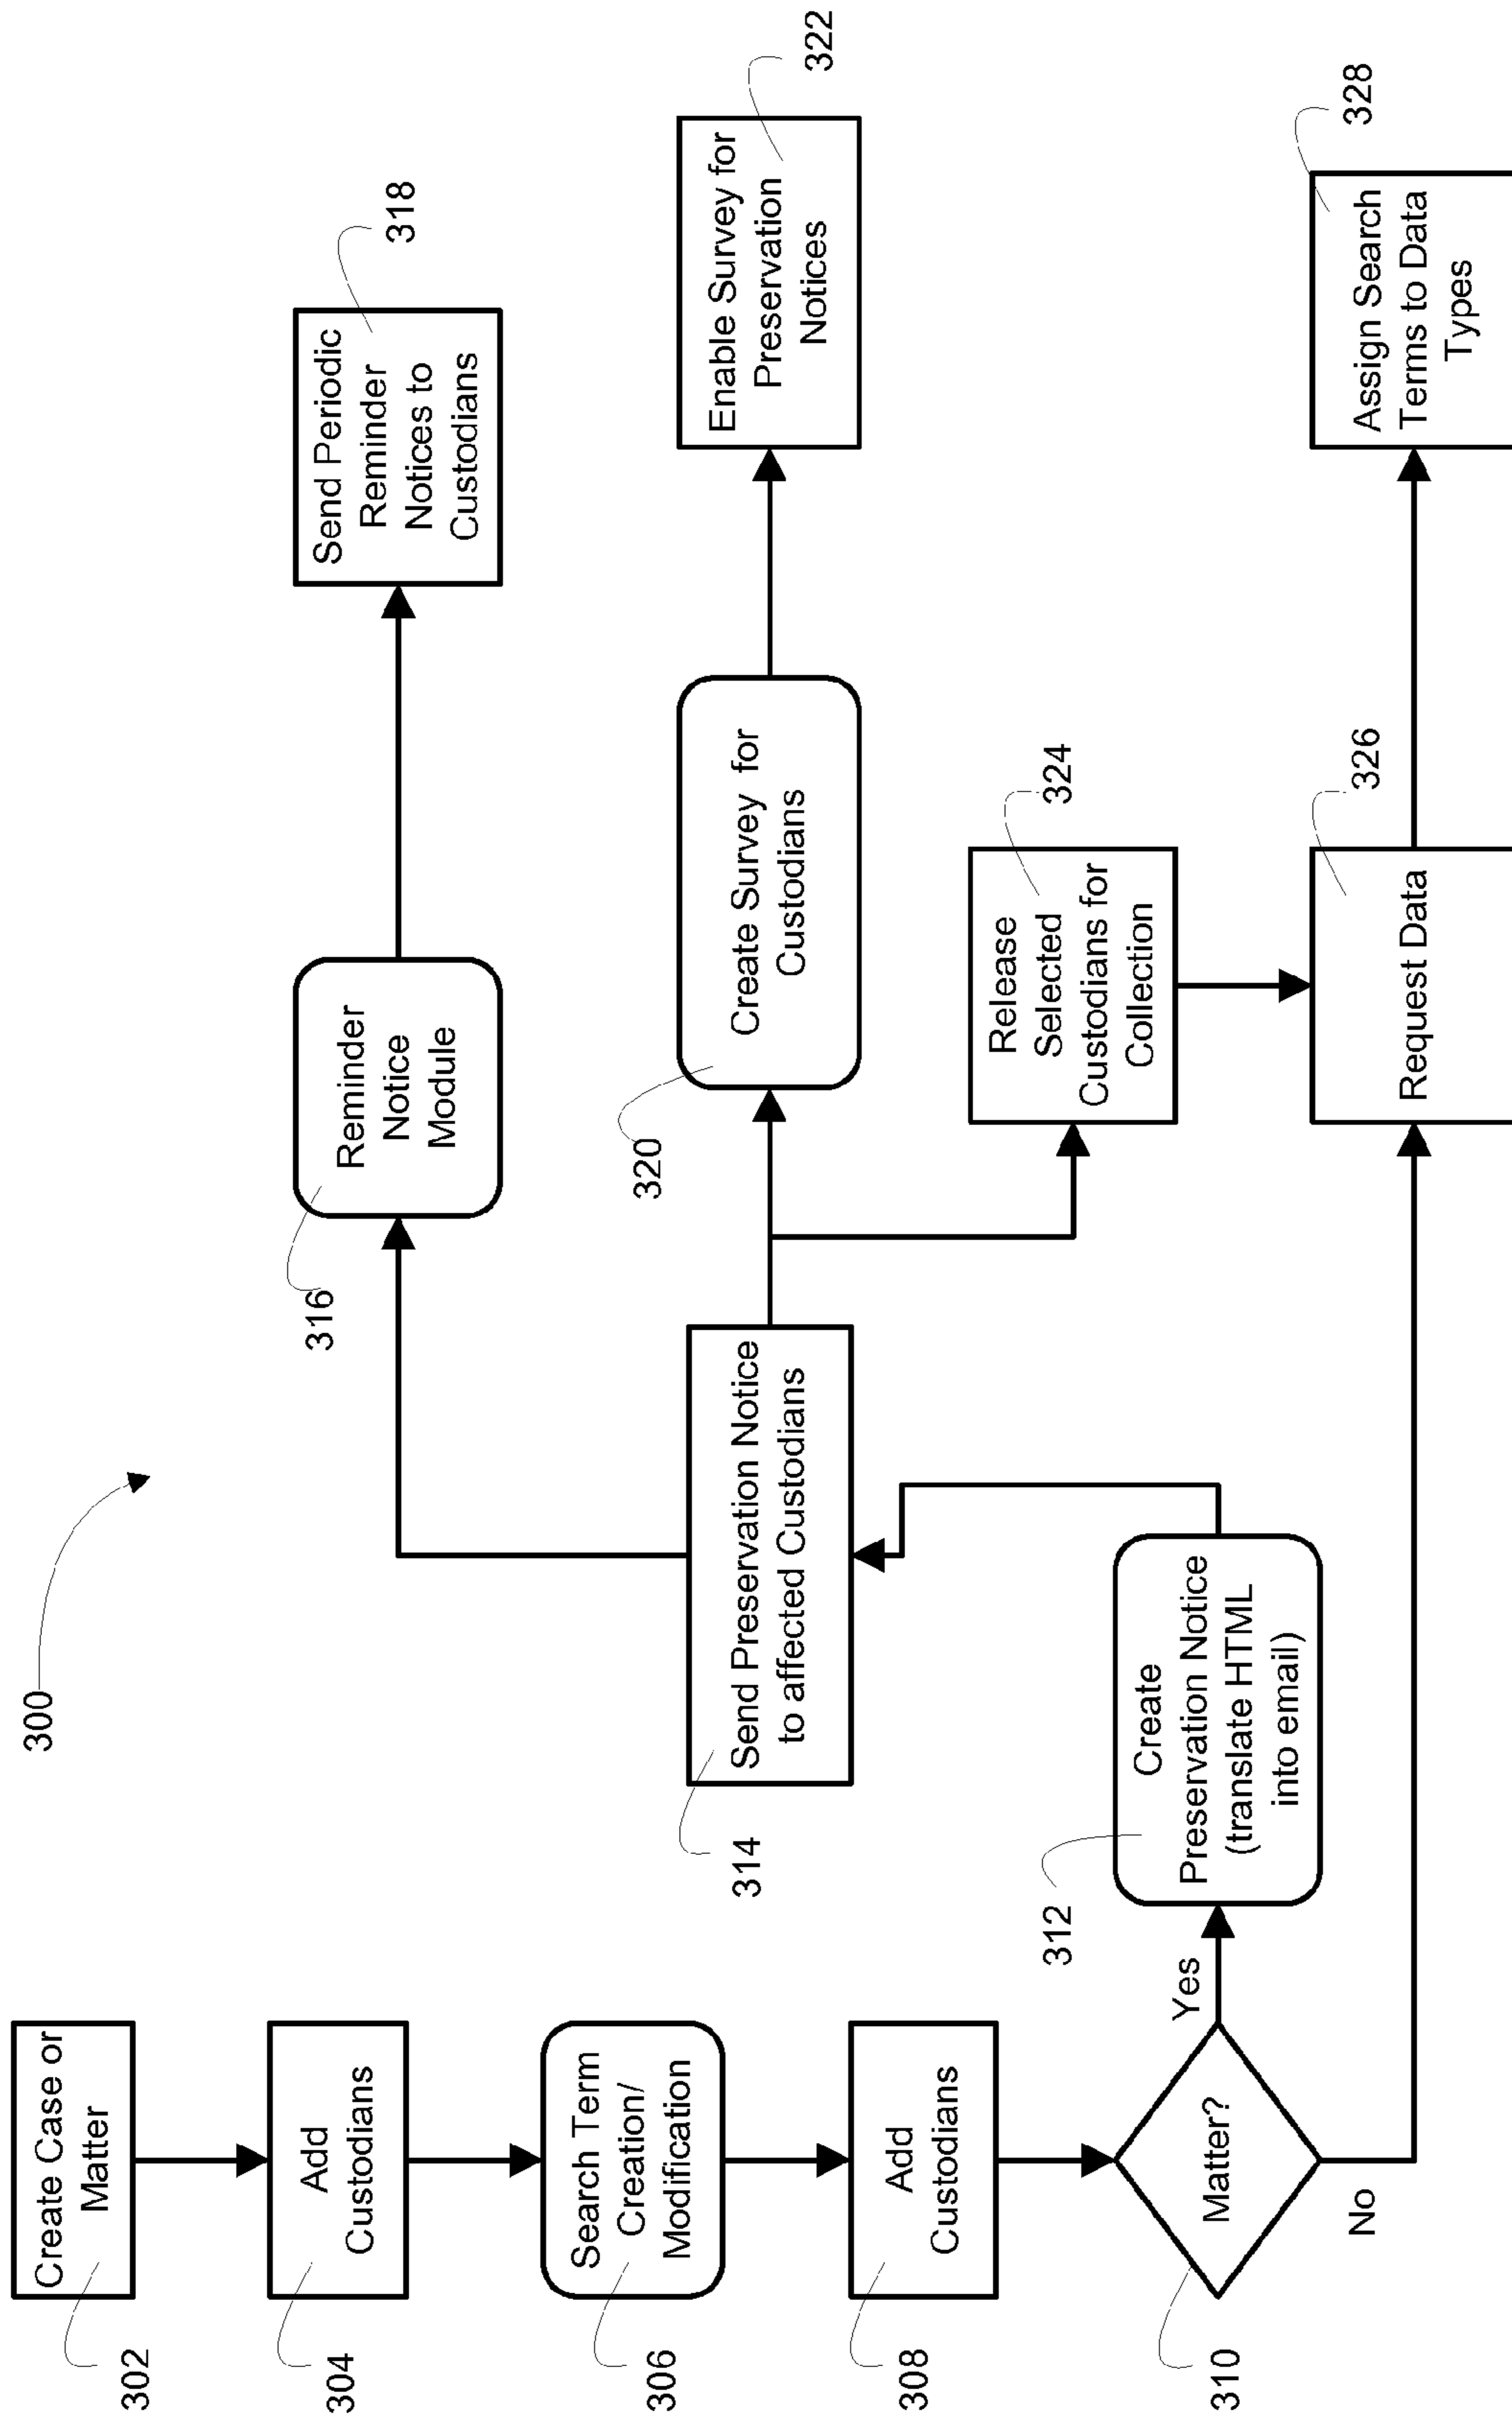 300
Create Case or
Matter
302
Add
Custodians
304
Search Term
Creation/
Modification
306
Add
Custodians
308
Matter?
310
Yes
No
Create
Preservation Notice
(translate HTML
into email)
312
Send Preservation Notice
to affected Custodians
314
Reminder
Notice
Module
316
Send Periodic
Reminder
Notices to
Custodians
318
Create Survey for
Custodians
320
Enable Survey for
Preservation
Notices
322
Release
Selected
Custodians for
Collection
324
Request Data
326
Assign Search
Terms to Data
Types
328